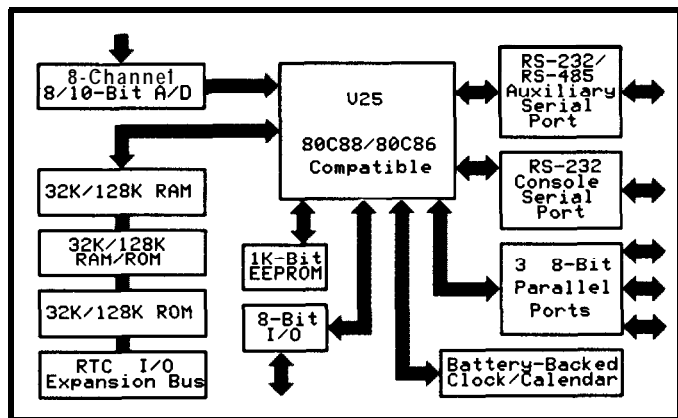 8-Channel
8/10-Bit A/D
V25
80C88/80C86
Compatible
RS-232/
RS-485
Auxiliary
Serial
Port
RS-232
Console
Serial
Port
32K/128K RAM
32K/128K
RAM/ROM
32K/128K ROM
RTC I/O
Expansion Bus
1K-Bit
EEPROM
8-Bit
I/O
3 8-Bit
Parallel
Ports
Battery-Backed
Clock/Calendar